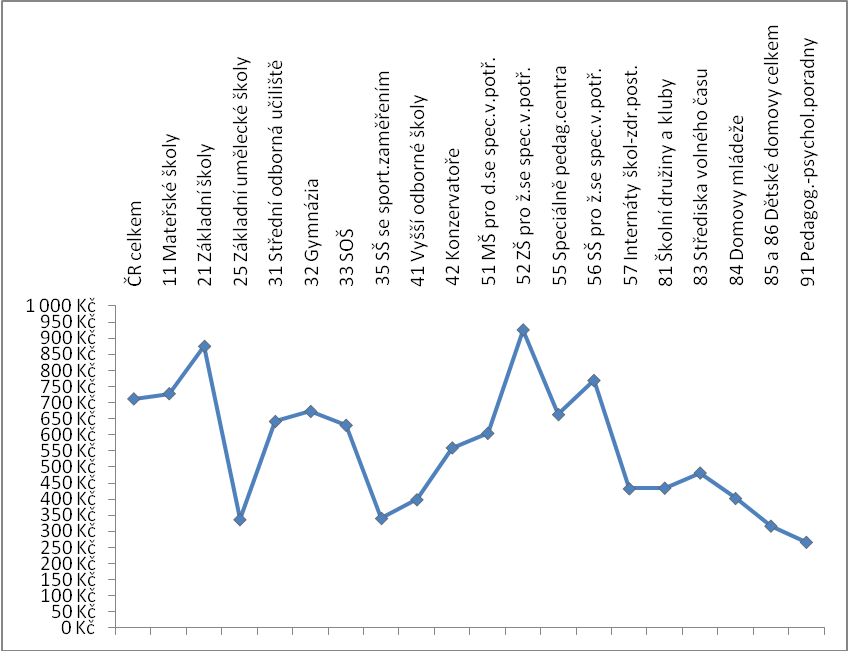 ČR celkem
11 Mateřské školy
21 Základní školy
25 Základní umělecké školy
31 Střední odborná učiliště
32 Gymnázia
33 SOŠ
35 SŠ se sport.zaměřením
41 Vyšší odborné školy
42 Konzervatoře
51 MŠ pro d.se spec.v.potř.
52 ZŠ pro ž.se spec.v.potř.
55 Speciálně pedag.centra
56 SŠ pro ž.se spec.v.potř.
57 Internáty škol-zdr.post.
81 Školní družiny a kluby
83 Střediska volného času
84 Domovy mládeže
85 a 86 Dětské domovy celkem
91 Pedagog.-psychol.poradny
1 000 Kč
950 Kč
900 Kč
850 Kč
800 Kč
750 Kč
700 Kč
650 Kč
600 Kč
550 Kč
500 Kč
450 Kč
400 Kč
350 Kč
300 Kč
250 Kč
200 Kč
150 Kč
100 Kč
50 Kč
0 Kč